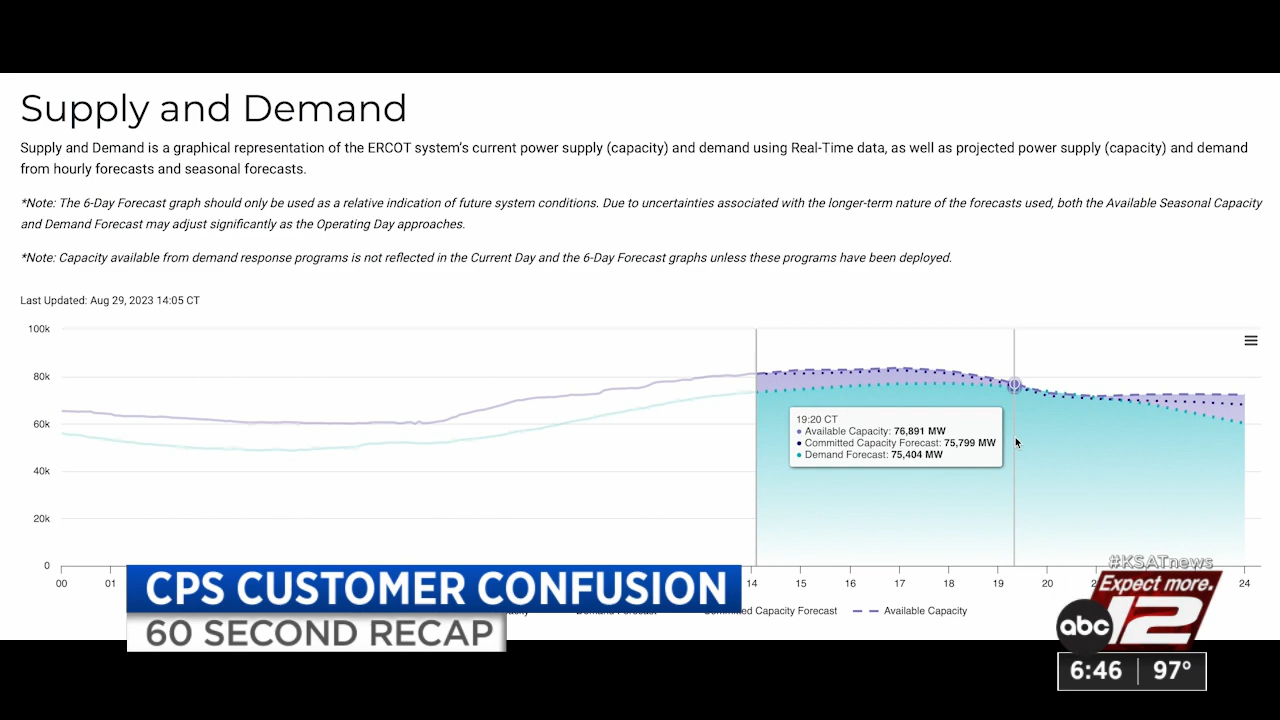 Supply and Demand
Supply and Demand is a graphical representation of the ERCOT system's current power supply (capacity) and demand using Real-Time data, as well as projected power supply (capacity) and demand
from hourly forecasts and seasonal forecasts.
*Note: The 6-Day Forecast graph should only be used as a relative indication of future system conditions. Due to uncertainties associated with the longer-term nature of the forecasts used, both the Available Seasonal Capacity
and Demand Forecast may adjust significantly as the Operating Day approaches.
*Note: Capacity available from demand response programs is not reflected in the Current Day and the 6-Day Forecast graphs unless these programs have been deployed.
Last Updated: Aug 29, 2023 14:05 CT
100k
80k
60k
40k
20k
0
19:20 CT
Available Capacity: 76,891 MW
Committed Capacity Forecast: 75,799 MW
Demand Forecast: 75,404 MW
00 01 14 15 16 17 18 19 20 24
Capacity Forecast Available Capacity
CPS CUSTOMER CONFUSION
60 SECOND RECAP
#KSATnews
Expect more.
abc 12
6:46 97°